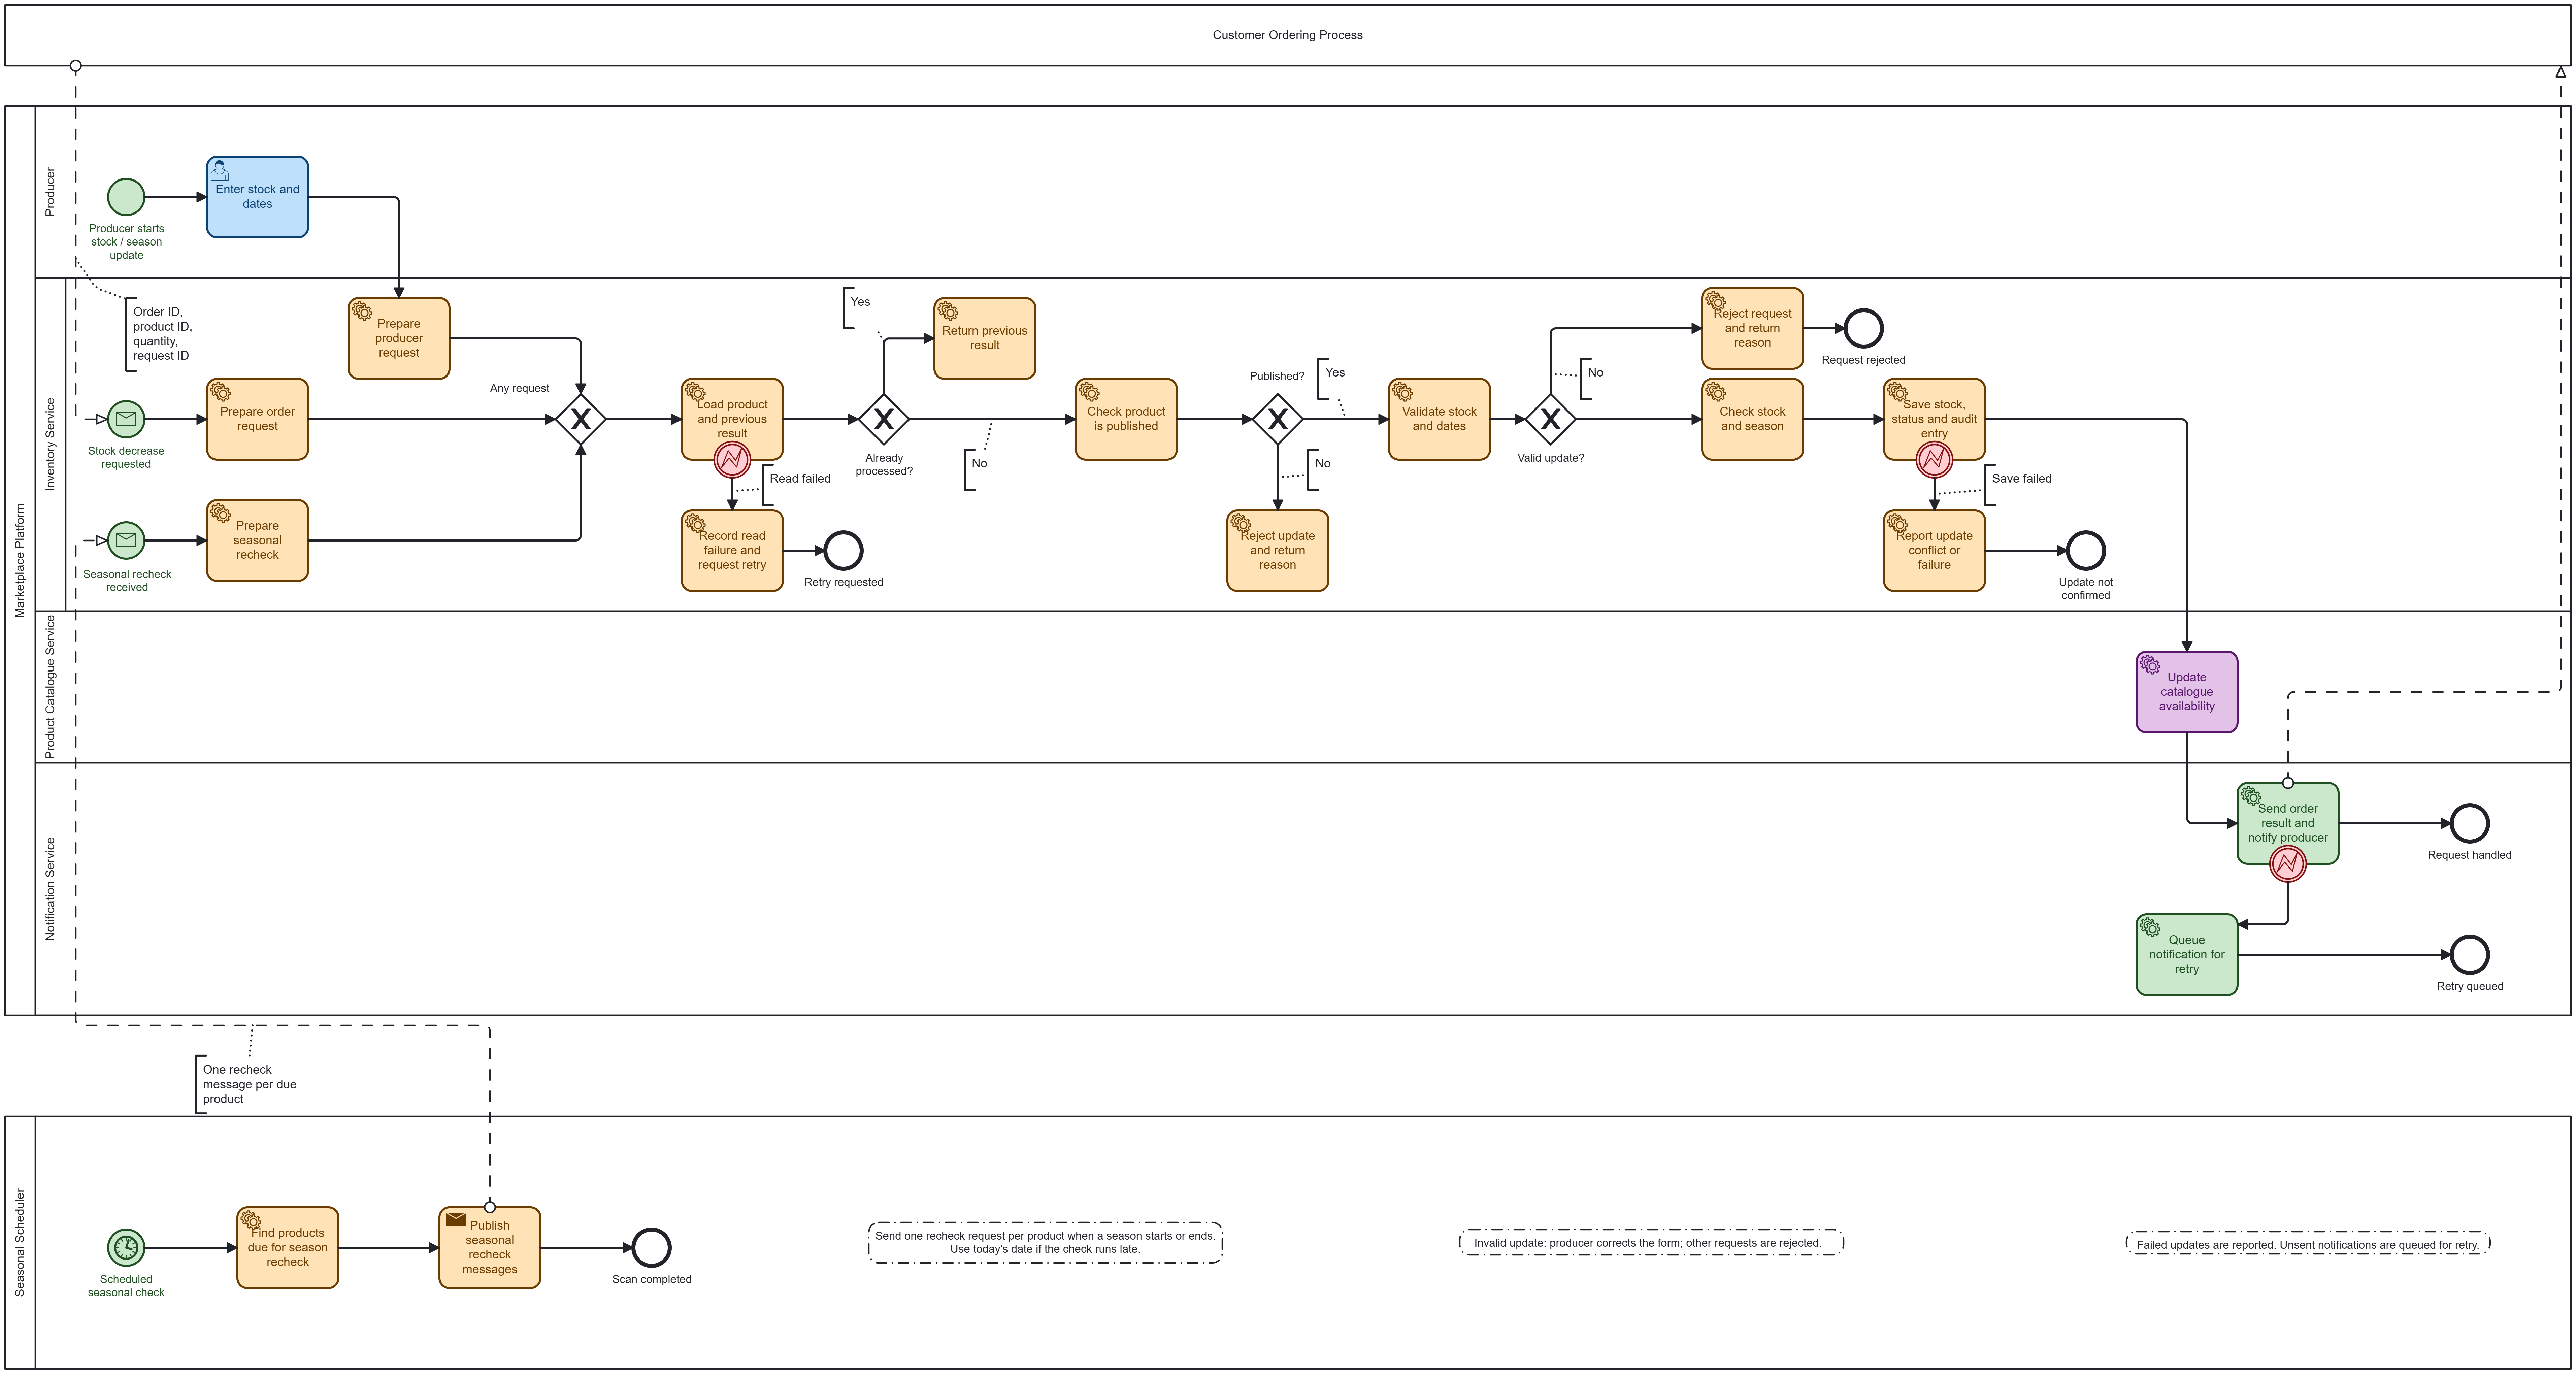 Customer Ordering Process
Marketplace Platform
Producer
Producer starts
stock / season
update
Enter stock and
dates
Inventory Service
Order ID,
product ID,
quantity,
request ID
Prepare
producer
request
Stock decrease
requested
Prepare order
request
Seasonal recheck
received
Prepare
seasonal
recheck
Any request
Load product
and previous
result
Read failed
Record read
failure and
request retry
Retry requested
Already
processed?
Yes
Return previous
result
No
Check product
is published
Published?
Yes
No
Reject update
and return
reason
Validate stock
and dates
Valid update?
No
Reject request
and return
reason
Request rejected
Check stock
and season
Save stock,
status and audit
entry
Save failed
Report update
conflict or
failure
Update not
confirmed
Product Catalogue Service
Update
catalogue
availability
Notification Service
Send order
result and
notify producer
Request handled
Queue
notification for
retry
Retry queued
One recheck
message per due
product
Seasonal Scheduler
Scheduled
seasonal check
Find products
due for season
recheck
Publish
seasonal
recheck
messages
Scan completed
Send one recheck request per product when a season starts or ends.
Use today's date if the check runs late.
Invalid update: producer corrects the form; other requests are rejected.
Failed updates are reported. Unsent notifications are queued for retry.